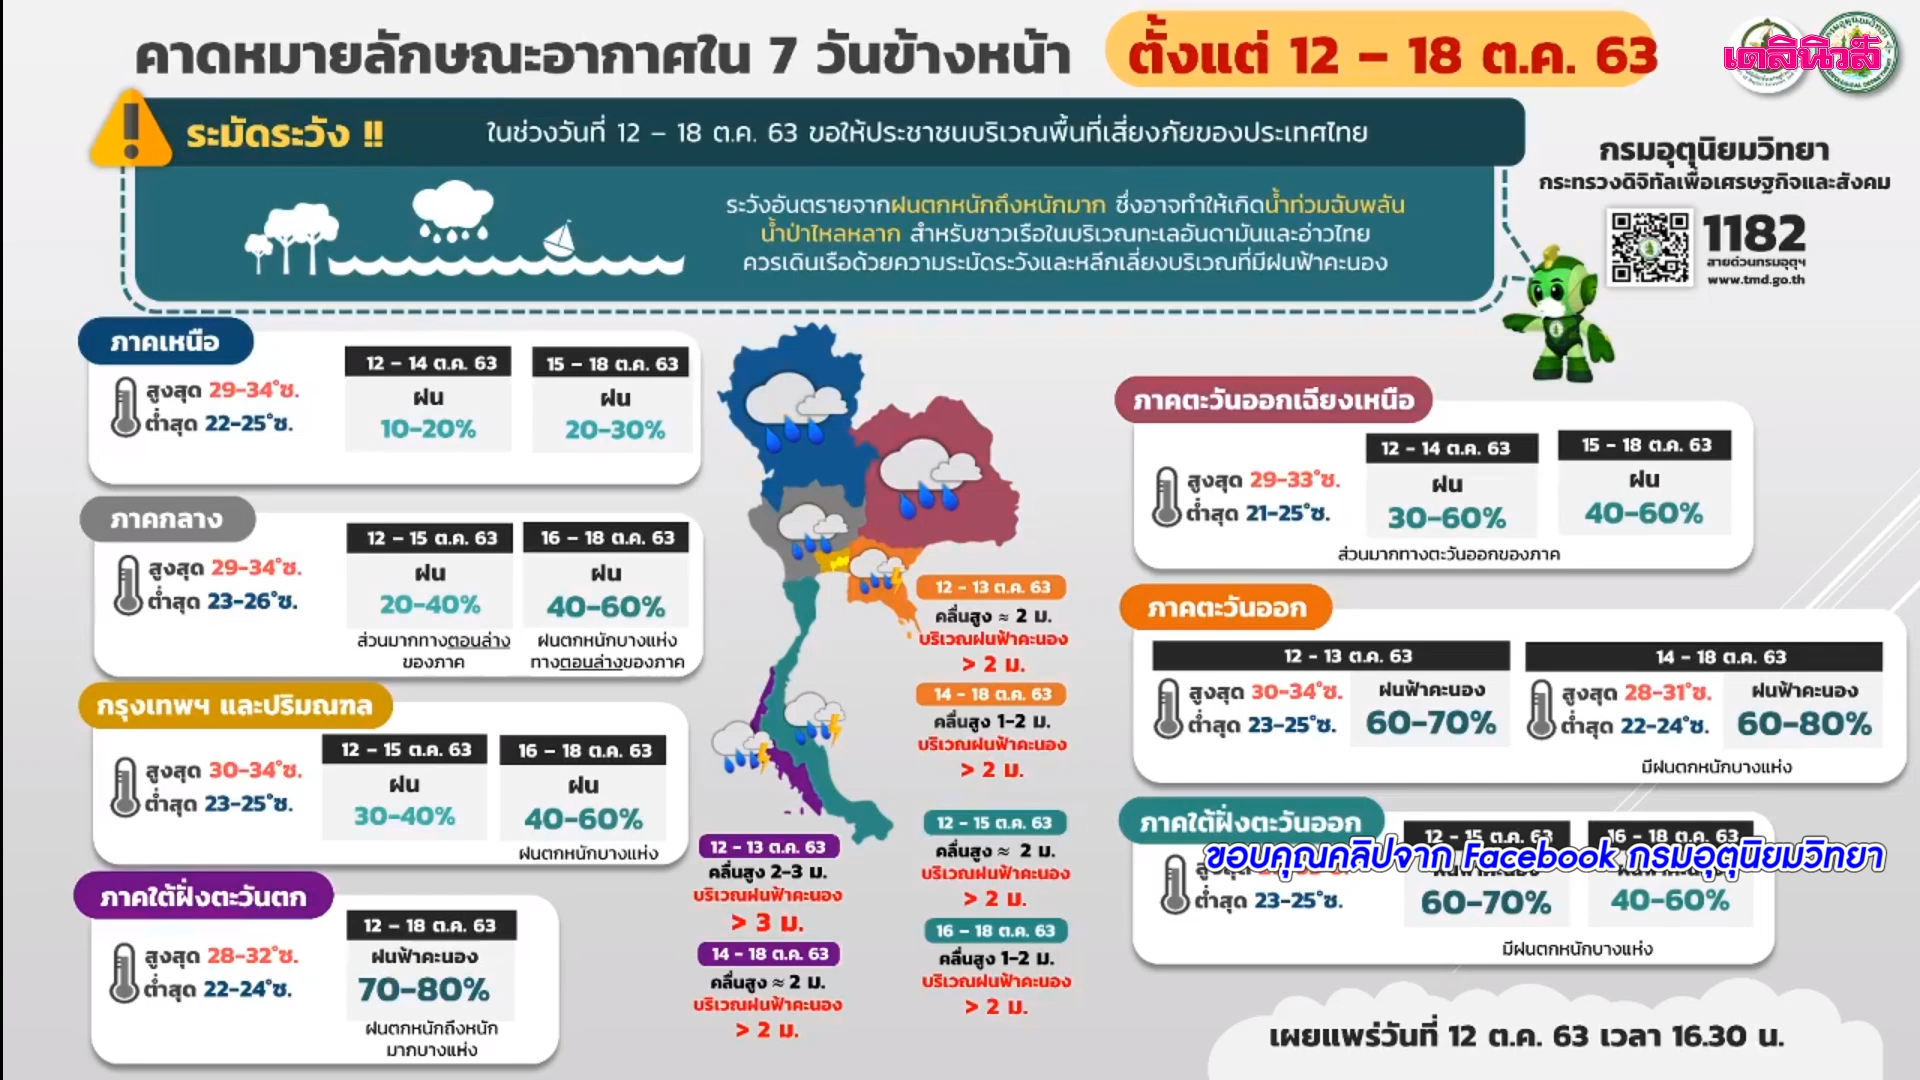 คาดหมายลักษณะอากาศใน 7 วันข้างหน้า ตั้งแต่ 12 – 18 ต.ค. 63
เดลินิวส์
ระมัดระวัง !!
ในช่วงวันที่ 12 – 18 ต.ค. 63 ขอให้ประชาชนบริเวณพื้นที่เสี่ยงภัยของประเทศไทย
ระวังอันตรายจากฝนตกหนักถึงหนักมาก ซึ่งอาจทำให้เกิดน้ำท่วมฉับพลัน
น้ำป่าไหลหลาก สำหรับชาวเรือในบริเวณทะเลอันดามันและอ่าวไทย
ควรเดินเรือด้วยความระมัดระวังและหลีกเลี่ยงบริเวณที่มีฝนฟ้าคะนอง
กรมอุตุนิยมวิทยา
กระทรวงดิจิทัลเพื่อเศรษฐกิจและสังคม
1182
สายด่วนกรมอุตุฯ
www.tmd.go.th
ภาคเหนือ
สูงสุด 29-34°ซ.
ต่ำสุด 22-25°ซ.
12 – 14 ต.ค. 63
ฝน
10-20%
15 – 18 ต.ค. 63
ฝน
20-30%
ภาคกลาง
สูงสุด 29-34°ซ.
ต่ำสุด 23-26°ซ.
12 – 15 ต.ค. 63
ฝน
20-40%
ส่วนมากทางตอนล่าง
ของภาค
16 – 18 ต.ค. 63
ฝน
40-60%
ฝนตกหนักบางแห่ง
ทางตอนล่างของภาค
กรุงเทพฯ และปริมณฑล
สูงสุด 30-34°ซ.
ต่ำสุด 23-25°ซ.
12 – 15 ต.ค. 63
ฝน
30-40%
16 – 18 ต.ค. 63
ฝน
40-60%
ฝนตกหนักบางแห่ง
ภาคใต้ฝั่งตะวันตก
สูงสุด 28-32°ซ.
ต่ำสุด 22-24°ซ.
12 – 18 ต.ค. 63
ฝนฟ้าคะนอง
70-80%
ฝนตกหนักถึงหนัก
มากบางแห่ง
12 – 13 ต.ค. 63
คลื่นสูง ≈ 2 ม.
บริเวณฝนฟ้าคะนอง
> 2 ม.
14 – 18 ต.ค. 63
คลื่นสูง 1-2 ม.
บริเวณฝนฟ้าคะนอง
> 2 ม.
12 – 13 ต.ค. 63
คลื่นสูง 2-3 ม.
บริเวณฝนฟ้าคะนอง
> 3 ม.
14 – 18 ต.ค. 63
คลื่นสูง ≈ 2 ม.
บริเวณฝนฟ้าคะนอง
> 2 ม.
12 – 15 ต.ค. 63
คลื่นสูง ≈ 2 ม.
บริเวณฝนฟ้าคะนอง
> 2 ม.
16 – 18 ต.ค. 63
คลื่นสูง 1-2 ม.
บริเวณฝนฟ้าคะนอง
> 2 ม.
ภาคตะวันออกเฉียงเหนือ
สูงสุด 29-33°ซ.
ต่ำสุด 21-25°ซ.
12 – 14 ต.ค. 63
ฝน
30-60%
15 – 18 ต.ค. 63
ฝน
40-60%
ส่วนมากทางตะวันออกของภาค
ภาคตะวันออก
12 – 13 ต.ค. 63
สูงสุด 30-34°ซ.
ต่ำสุด 23-25°ซ.
ฝนฟ้าคะนอง
60-70%
14 – 18 ต.ค. 63
สูงสุด 28-31°ซ.
ต่ำสุด 22-24°ซ.
ฝนฟ้าคะนอง
60-80%
มีฝนตกหนักบางแห่ง
ภาคใต้ฝั่งตะวันออก
12 – 15 ต.ค. 63
16 – 18 ต.ค. 63
ขอบคุณคลิปจาก Facebook กรมอุตุนิยมวิทยา
ต่ำสุด 23-25°ซ.
60-70%
40-60%
มีฝนตกหนักบางแห่ง
เผยแพร่วันที่ 12 ต.ค. 63 เวลา 16.30 น.